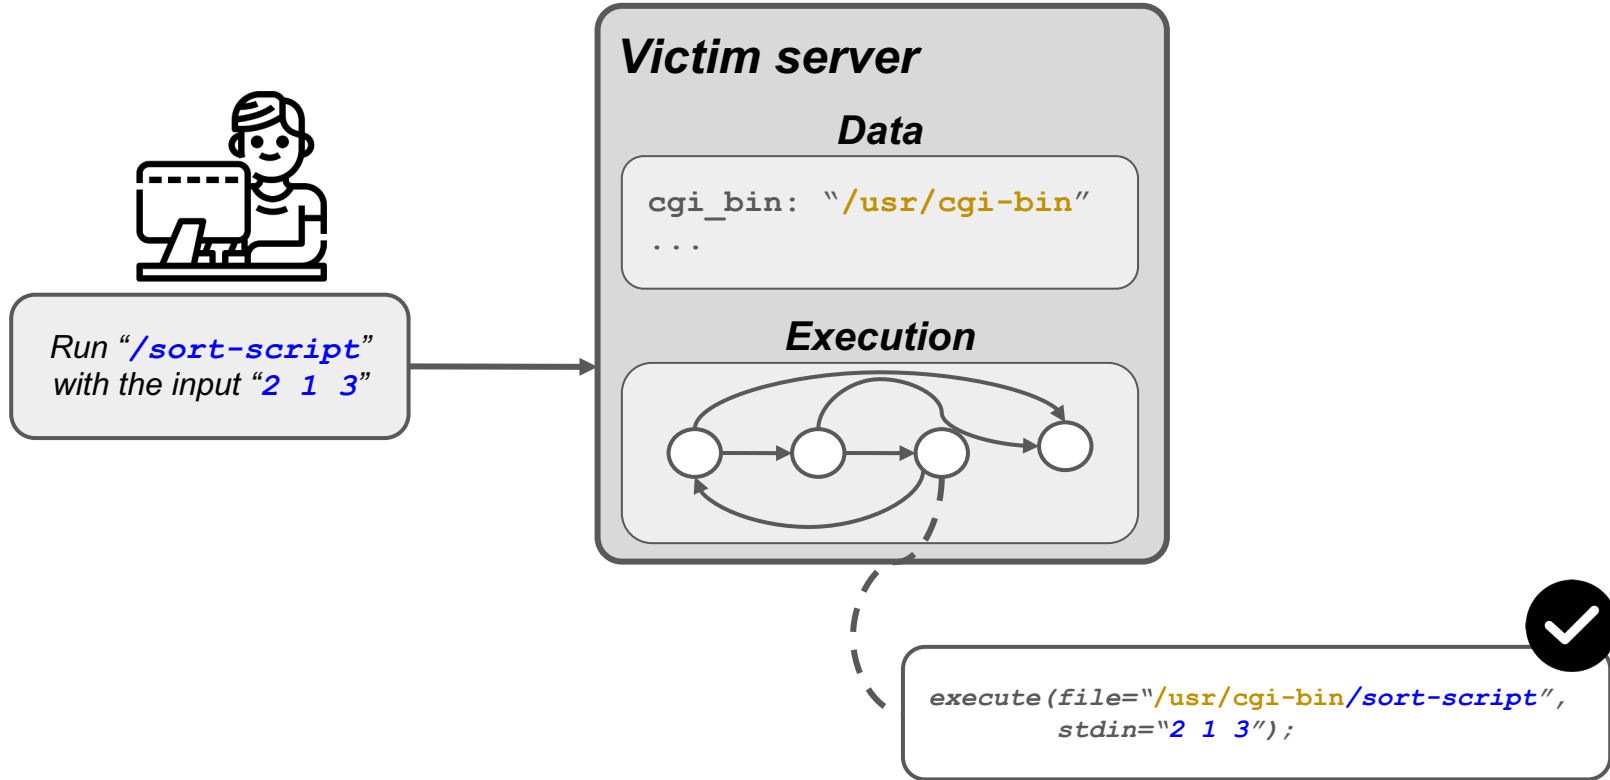 Victim server
Data
cgi_bin: “/usr/cgi-bin”
...
Execution
Run “/sort-script”
with the input “2 1 3”
execute(file=“/usr/cgi-bin/sort-script”,
stdin=“2 1 3”);